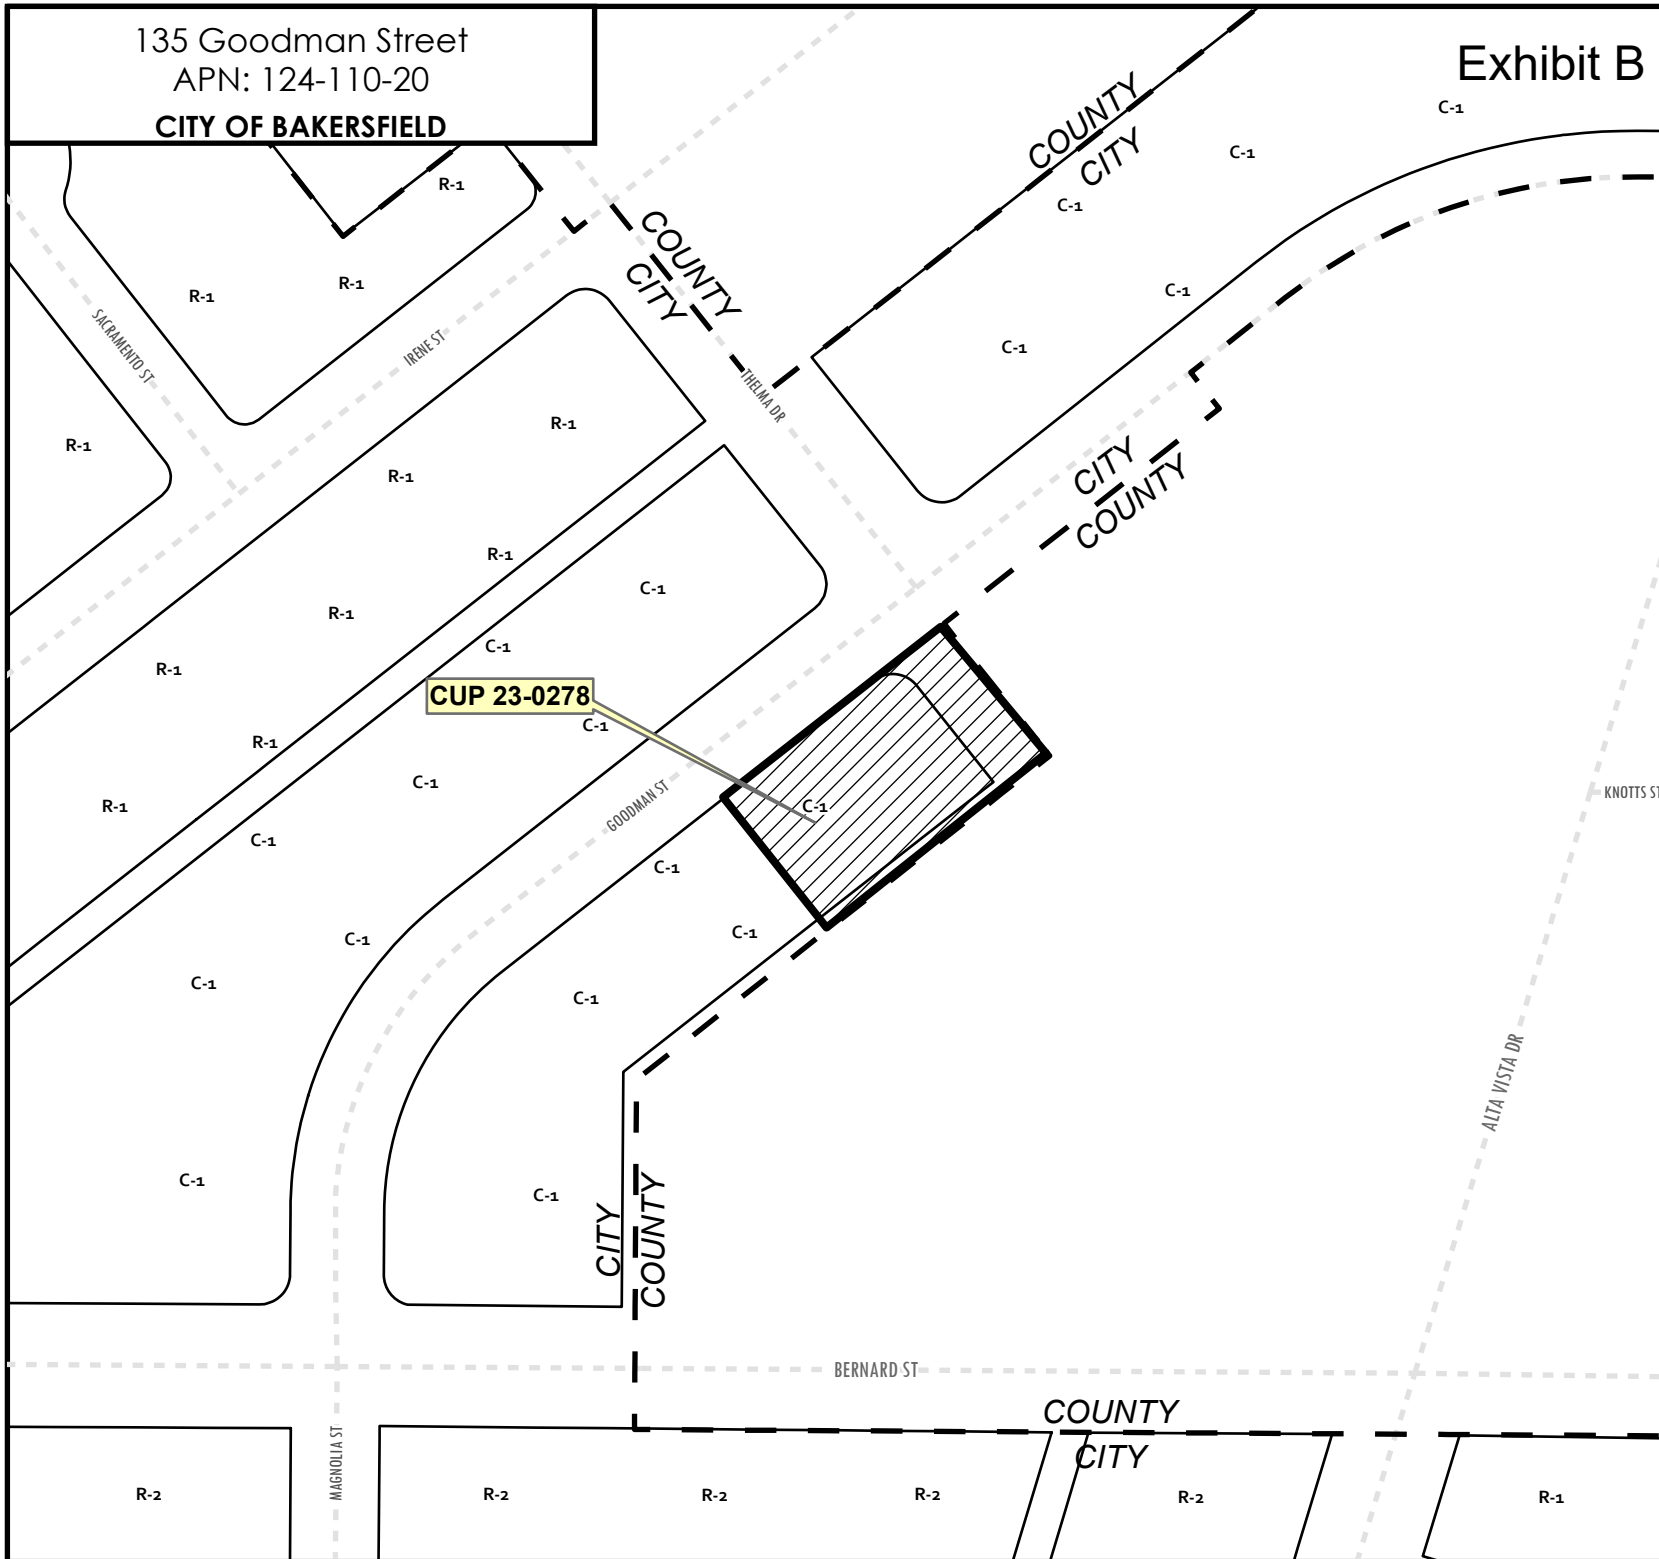 135 Goodman Street
APN: 124-110-20
CITY OF BAKERSFIELD
Exhibit B
COUNTY
CITY
C-1
C-1
C-1
C-1
C-1
R-1
R-1
R-1
COUNTY
CITY
SACRAMENTO ST
IRENE ST
THELMA DR
R-1
R-1
R-1
R-1
R-1
R-1
R-1
R-1
CITY
COUNTY
C-1
C-1
CUP 23-0278
C-1
C-1
C-1
GOODMAN ST
C-1
KNOTTS ST
C-1
C-1
C-1
C-1
C-1
C-1
C-1
C-1
CITY
COUNTY
ALTA VISTA DR
BERNARD ST
COUNTY
CITY
MAGNOLIA ST
R-2
R-2
R-2
R-2
R-2
R-1